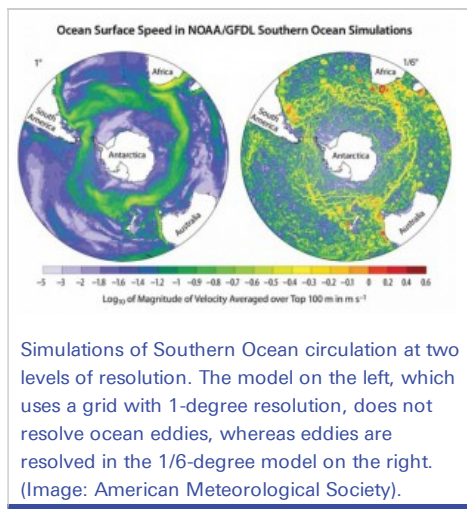 Ocean Surface Speed in NOAA/GFDL Southern Ocean Simulations
1°
Africa
1/6°
Africa
South
America
South
America
Antarctica
Antarctica
Australia
Australia
−5 −3 −2 −1.8 −1.6 −1.4 −1.2 −1 −0.9 −0.8 −0.7 −0.6 −0.5 −0.4 −0.3 −0.2 −0.1 0 0.2 0.4 0.6
Log10 of Magnitude of Velocity Averaged over Top 100 m in m s⁻¹
Simulations of Southern Ocean circulation at two
levels of resolution. The model on the left, which
uses a grid with 1-degree resolution, does not
resolve ocean eddies, whereas eddies are
resolved in the 1/6-degree model on the right.
(Image: American Meteorological Society).